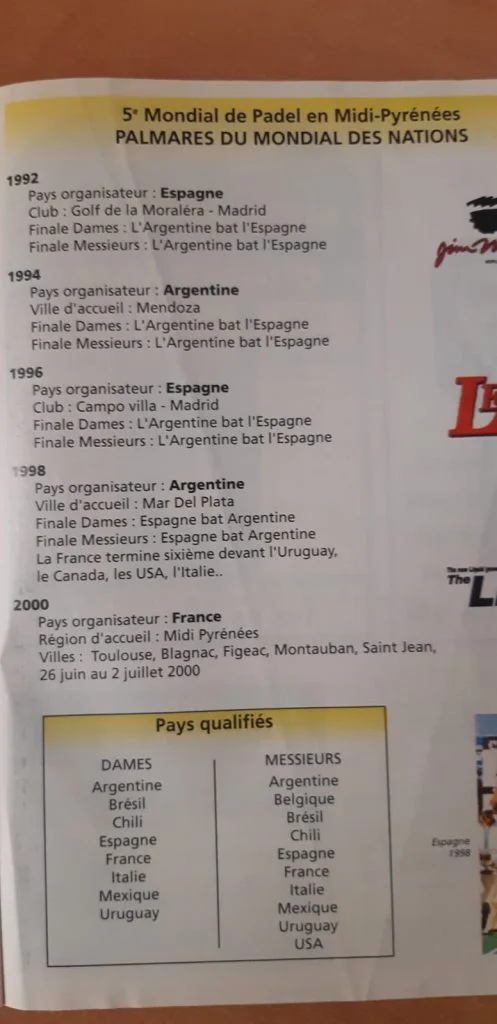 5e Mondial de Padel en Midi-Pyrénées
PALMARES DU MONDIAL DES NATIONS
1992
Pays organisateur : Espagne
Club : Golf de la Moraléra - Madrid
Finale Dames : L'Argentine bat l'Espagne
Finale Messieurs : L'Argentine bat l'Espagne
1994
Pays organisateur : Argentine
Ville d'accueil : Mendoza
Finale Dames : L'Argentine bat l'Espagne
Finale Messieurs : L'Argentine bat l'Espagne
1996
Pays organisateur : Espagne
Club : Campo villa - Madrid
Finale Dames : L'Argentine bat l'Espagne
Finale Messieurs : L'Argentine bat l'Espagne
1998
Pays organisateur : Argentine
Ville d'accueil : Mar Del Plata
Finale Dames : Espagne bat Argentine
Finale Messieurs : Espagne bat Argentine
La France termine sixième devant l'Uruguay,
le Canada, les USA, l'Italie..
2000
Pays organisateur : France
Région d'accueil : Midi Pyrénées
Villes : Toulouse, Blagnac, Figeac, Montauban, Saint Jean,
26 juin au 2 juillet 2000
Pays qualifiés
DAMES
Argentine
Brésil
Chili
Espagne
France
Italie
Mexique
Uruguay
MESSIEURS
Argentine
Belgique
Brésil
Chili
Espagne
France
Italie
Mexique
Uruguay
USA
The
Espagne
1998